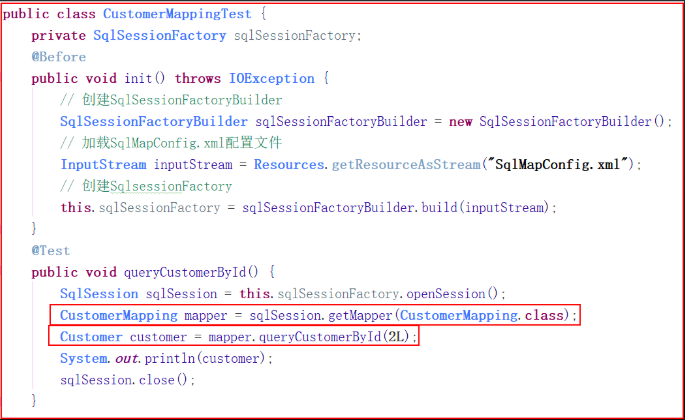 public class CustomerMappingTest {
private SqlSessionFactory sqlSessionFactory;
@Before
public void init() throws IOException {
// 创建SqlSessionFactoryBuilder
SqlSessionFactoryBuilder sqlSessionFactoryBuilder = new SqlSessionFactoryBuilder();
// 加载SqlMapConfig.xml配置文件
InputStream inputStream = Resources.getResourceAsStream("SqlMapConfig.xml");
// 创建SqlsessionFactory
this.sqlSessionFactory = sqlSessionFactoryBuilder.build(inputStream);
}
@Test
public void queryCustomerById() {
SqlSession sqlSession = this.sqlSessionFactory.openSession();
CustomerMapping mapper = sqlSession.getMapper(CustomerMapping.class);
Customer customer = mapper.queryCustomerById(2L);
System.out.println(customer);
sqlSession.close();
}